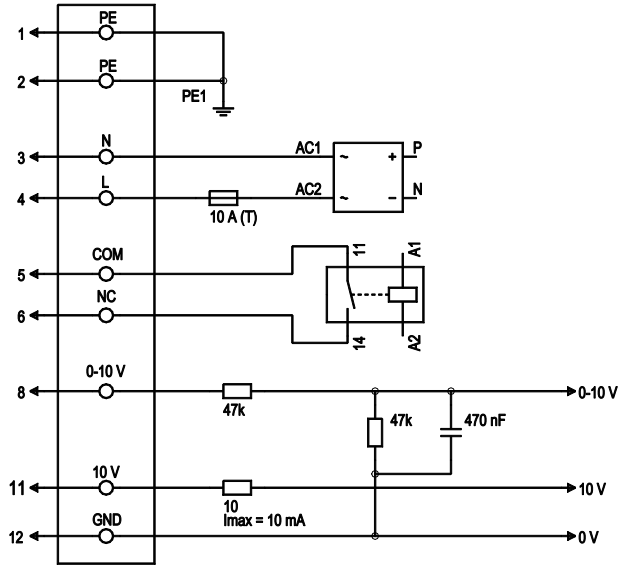 1 PE
2 PE
PE1
3 N AC1 ~ + P
4 L 10 A (T) AC2 ~ − N
5 COM 11 A1
6 NC 14 A2
8 0-10 V 47k 0-10 V
47k 470 nF
11 10 V 10 10 V
Imax = 10 mA
12 GND 0 V